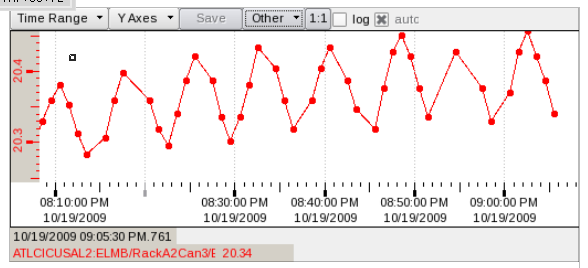 Time Range Y Axes Save Other 1:1 log autc
20.4
20.3
08:10:00 PM 08:30:00 PM 08:40:00 PM 08:50:00 PM 09:00:00 PM
10/19/2009 10/19/2009 10/19/2009 10/19/2009 10/19/2009
10/19/2009 09:05:30 PM.761
ATLCICUSAL2:ELMB/RackA2Can3/E 20.34